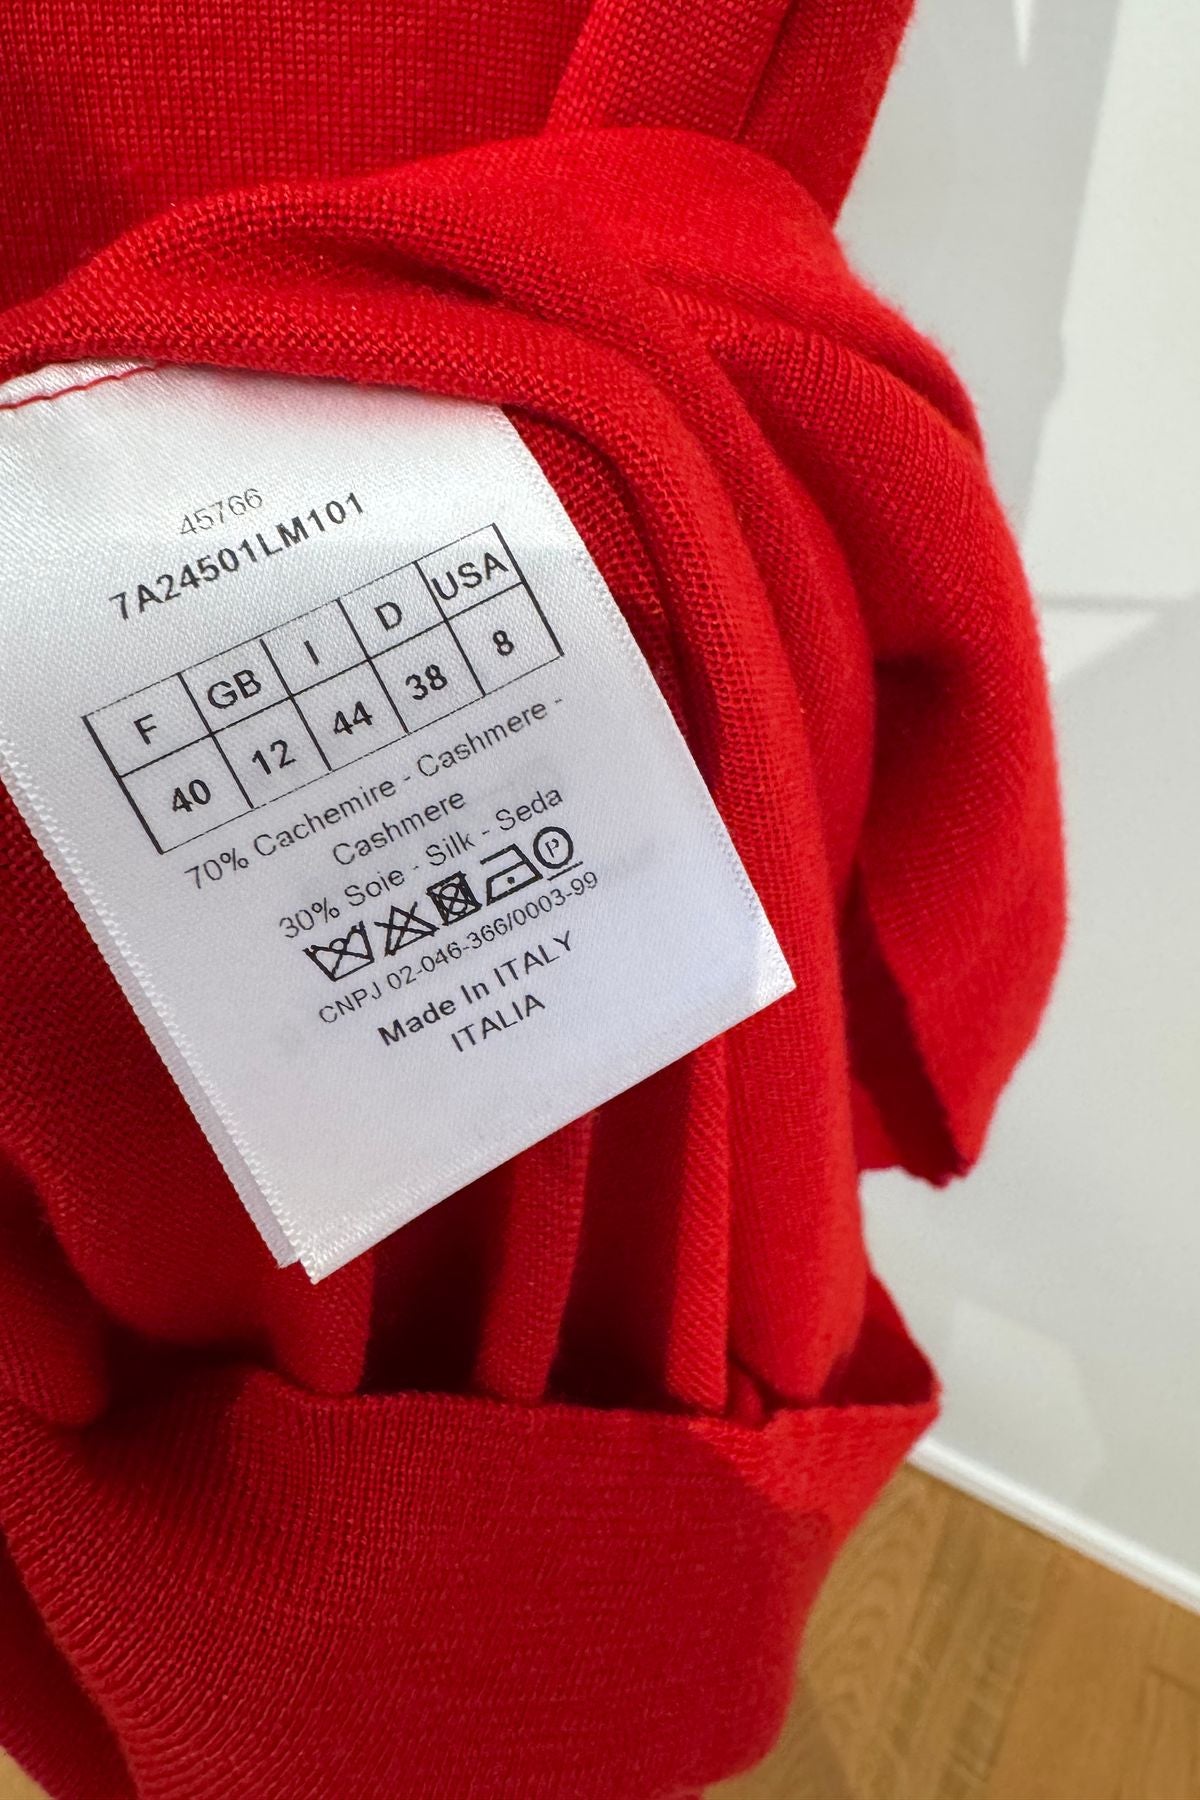 45766
7A24501LM101
F GB I D USA
40 12 44 38 8
70% Cachemire - Cashmere -
Cashmere
30% Soie - Silk - Seda
P
CNPJ 02-046-366/0003-99
Made In ITALY
ITALIA